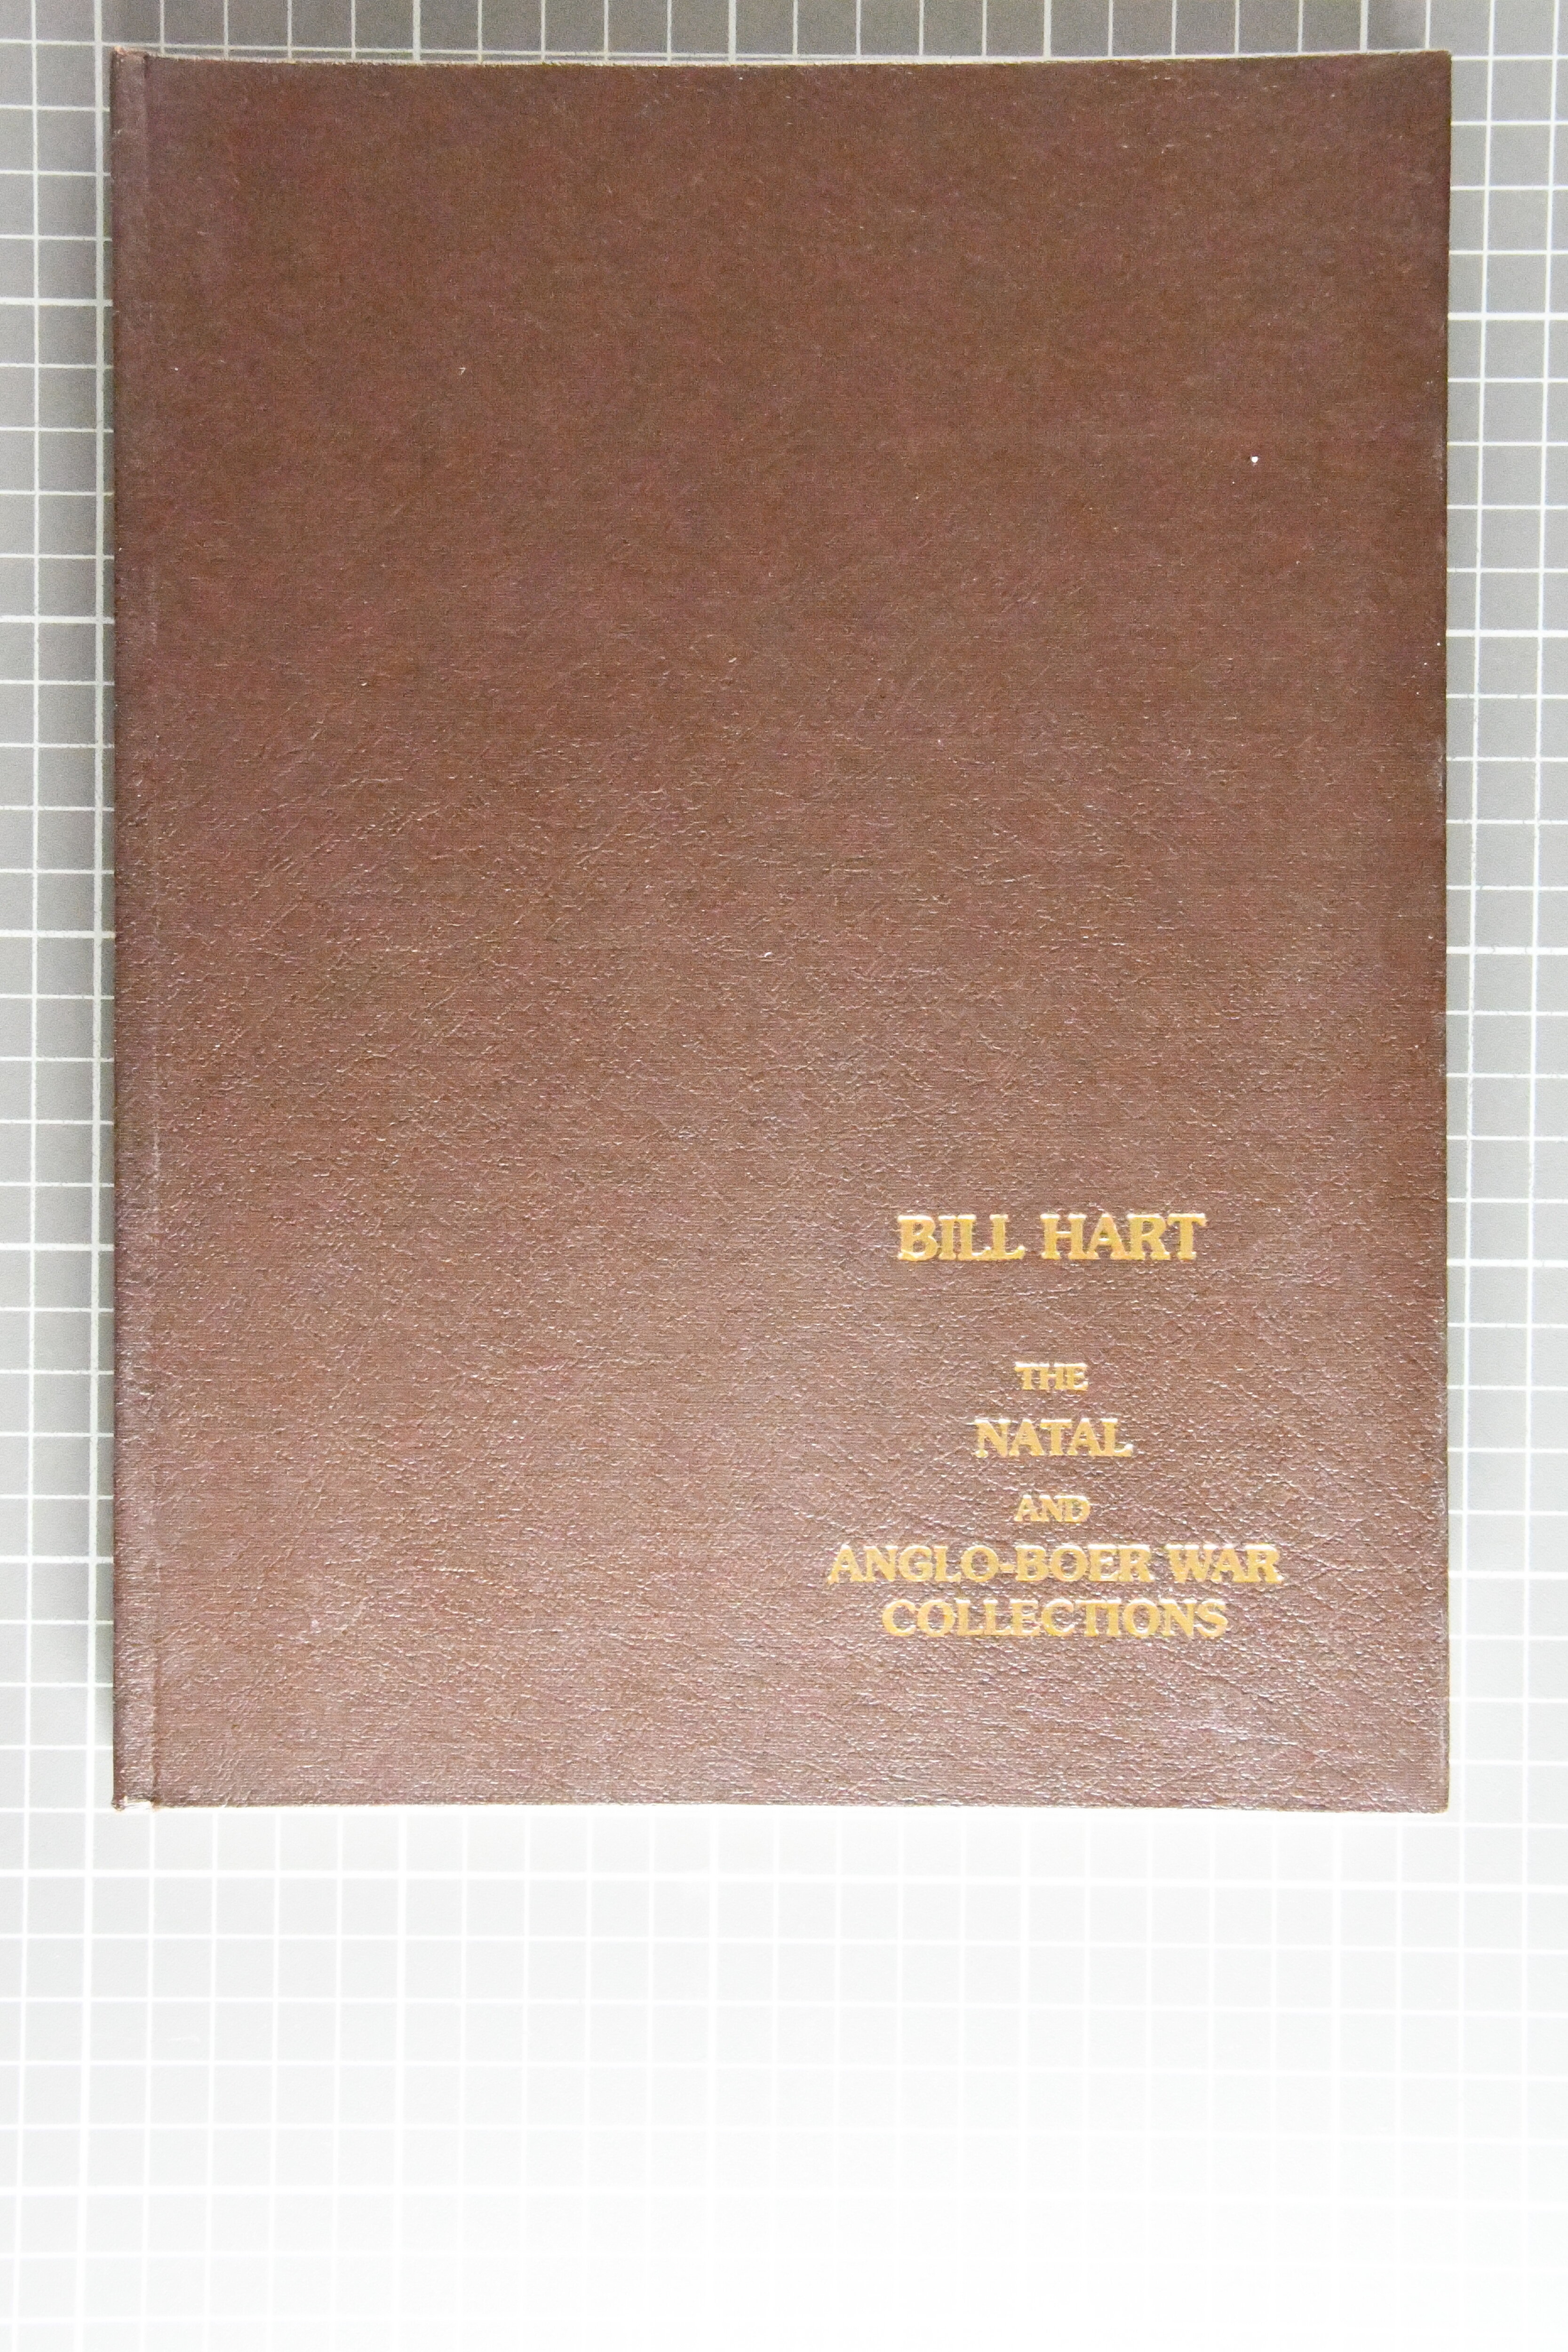 BILL HART
THE
NATAL
AND
ANGLO-BOER WAR
COLLECTIONS